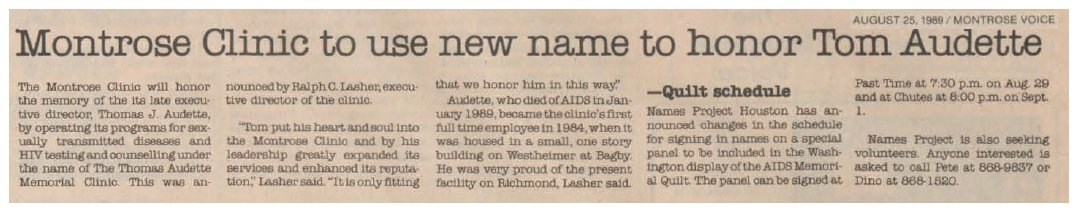 AUGUST 25, 1989 / MONTROSE VOICE
Montrose Clinic to use new name to honor Tom Audette
The Montrose Clinic will honor
the memory of the its late execu-
tive director, Thomas J. Audette,
by operating its programs for sex-
ually transmitted diseases and
HIV testing and counselling under
the name of The Thomas Audette
Memorial Clinic. This was an-
nounced by Ralph C. Lasher, execu-
tive director of the clinic.
"Tom put his heart and soul into
the Montrose Clinic and by his
leadership greatly expanded its
services and enhanced its reputa-
tion," Lasher said. "It is only fitting
that we honor him in this way."
Audette, who died of AIDS in Jan-
uary 1989, became the clinic's first
full time employee in 1984, when it
was housed in a small, one story
building on Westheimer at Bagby.
He was very proud of the present
facility on Richmond, Lasher said.
—Quilt schedule
Names Project Houston has an-
nounced changes in the schedule
for signing in names on a special
panel to be included in the Wash-
ington display of the AIDS Memori-
al Quilt. The panel can be signed at
Past Time at 7:30 p.m. on Aug. 29
and at Chutes at 8:00 p.m. on Sept.
1.
Names Project is also seeking
volunteers. Anyone interested is
asked to call Pete at 868-9837 or
Dino at 868-1520.